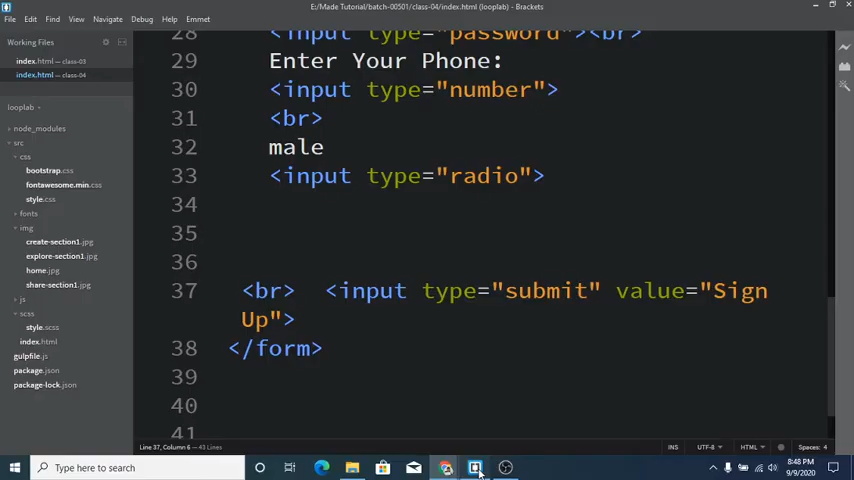 E:/Made Tutorial/batch-00501/class-04/index.html (looplab) - Brackets
File Edit Find View Navigate Debug Help Emmet
Working Files
index.html — class-03
index.html — class-04
looplab
node_modules
src
css
bootstrap.css
fontawesome.min.css
style.css
fonts
img
create-section1.jpg
explore-section1.jpg
home.jpg
share-section1.jpg
js
scss
style.scss
index.html
gulpfile.js
package.json
package-lock.json
28 <input type="password"><br>
29 Enter Your Phone:
30 <input type="number">
31 <br>
32 male
33 <input type="radio">
34
35
36
37 <br> <input type="submit" value="Sign
Up">
38 </form>
39
40
41
Line 37, Column 6 — 43 Lines
INS UTF-8 HTML Spaces: 4
Type here to search
8:48 PM
9/9/2020